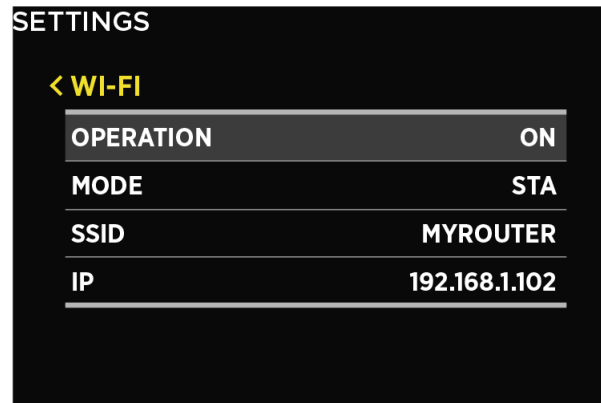 SETTINGS
< WI-FI
OPERATION ON
MODE STA
SSID MYROUTER
IP 192.168.1.102